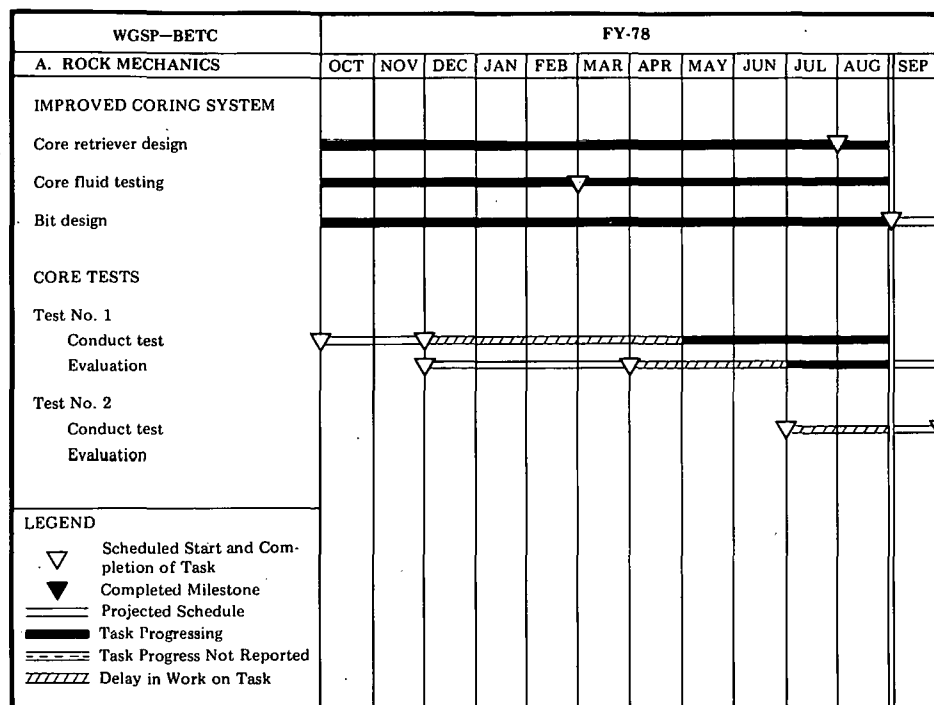 WGSP—BETC
FY-78
A. ROCK MECHANICS
OCT NOV DEC JAN FEB MAR APR MAY JUN JUL AUG SEP
IMPROVED CORING SYSTEM
Core retriever design
Core fluid testing
Bit design
CORE TESTS
Test No. 1
Conduct test
Evaluation
Test No. 2
Conduct test
Evaluation
LEGEND
Scheduled Start and Com-
pletion of Task
Completed Milestone
Projected Schedule
Task Progressing
Task Progress Not Reported
Delay in Work on Task